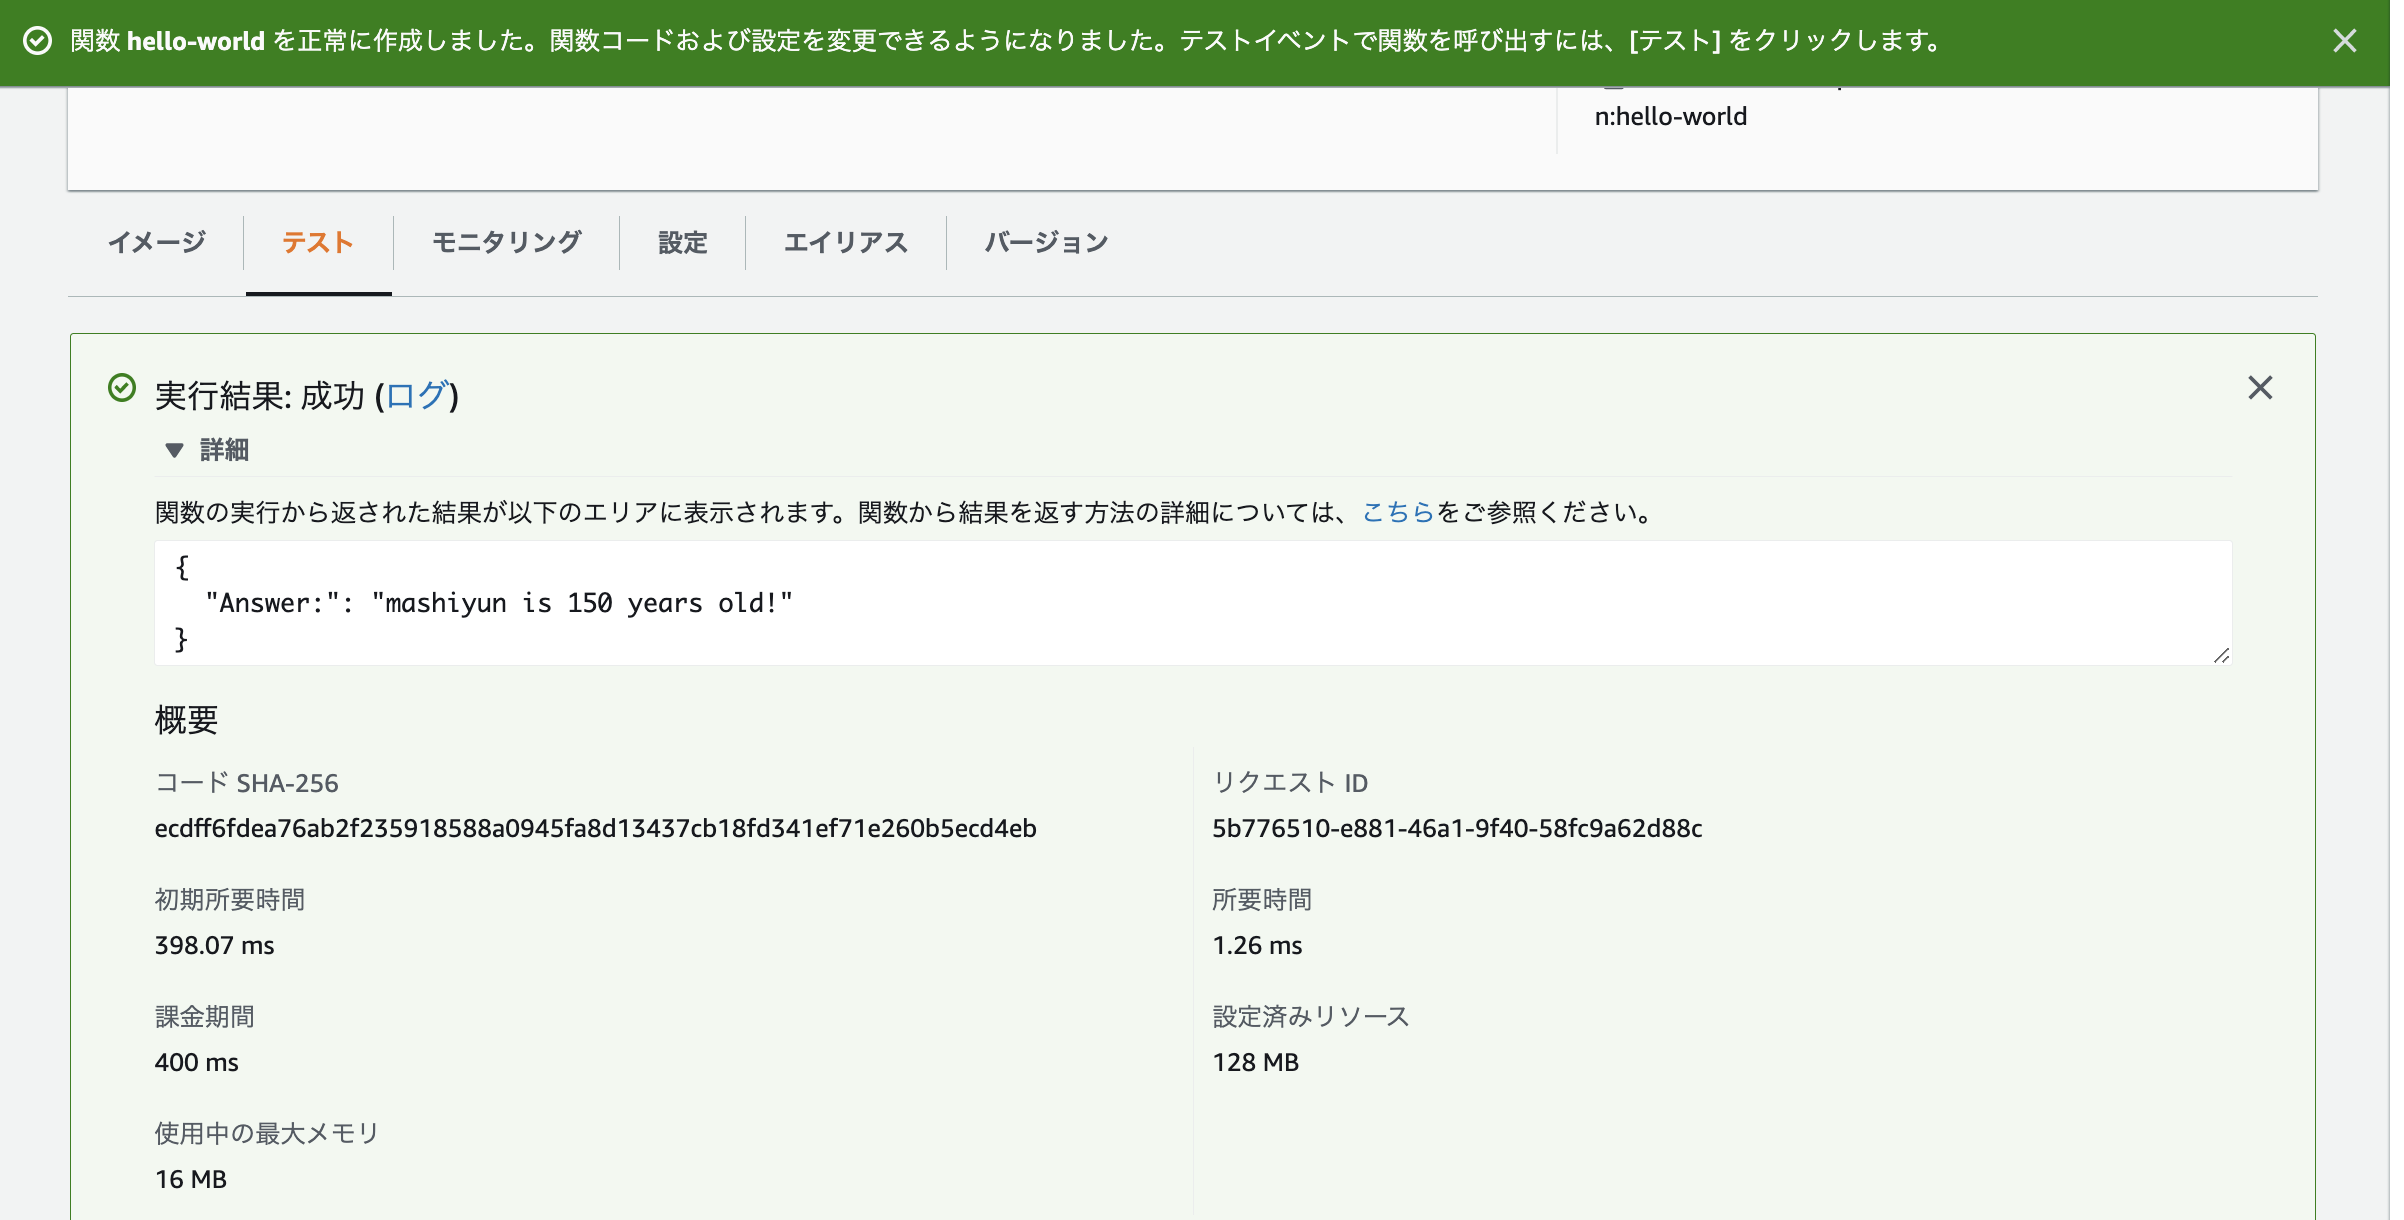 関数 hello-world を正常に作成しました。関数コードおよび設定を変更できるようになりました。テストイベントで関数を呼び出すには、[テスト] をクリックします。
n:hello-world
イメージ
テスト
モニタリング
設定
エイリアス
バージョン
実行結果: 成功 (ログ)
詳細
関数の実行から返された結果が以下のエリアに表示されます。関数から結果を返す方法の詳細については、こちらをご参照ください。
{
"Answer:": "mashiyun is 150 years old!"
}
概要
コード SHA-256
ecdff6fdea76ab2f235918588a0945fa8d13437cb18fd341ef71e260b5ecd4eb
リクエスト ID
5b776510-e881-46a1-9f40-58fc9a62d88c
初期所要時間
398.07 ms
所要時間
1.26 ms
課金期間
400 ms
設定済みリソース
128 MB
使用中の最大メモリ
16 MB